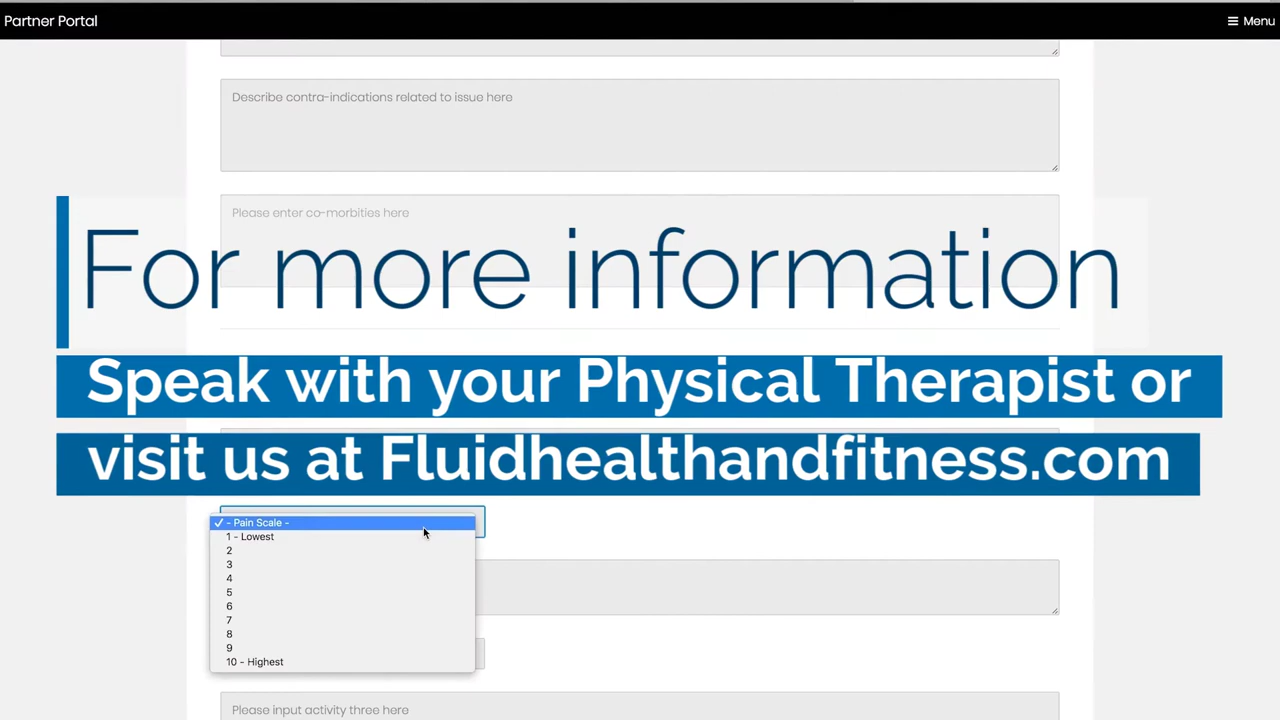 Partner Portal
Menu
Describe contra-indications related to issue here
Please enter co-morbities here
For more information
Speak with your Physical Therapist or
visit us at Fluidhealthandfitness.com
- Pain Scale -
1 - Lowest
2
3
4
5
6
7
8
9
10 - Highest
Please input activity three here